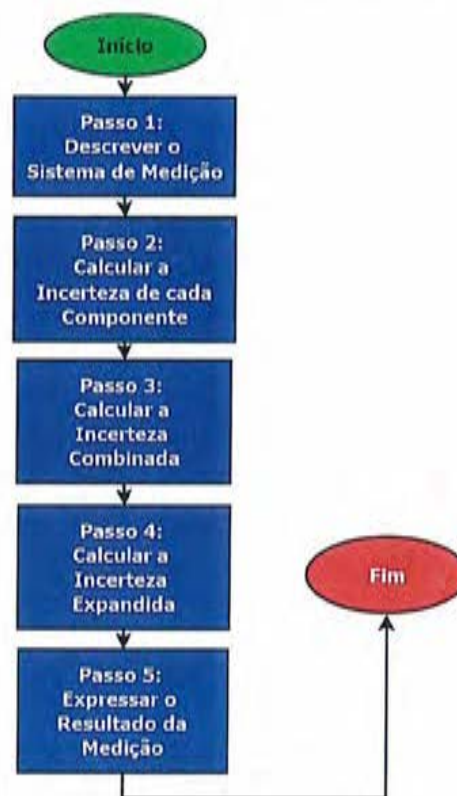 Início
Passo 1:
Descrever o
Sistema de Medição
Passo 2:
Calcular a
Incerteza de cada
Componente
Passo 3:
Calcular a
Incerteza
Combinada
Passo 4:
Calcular a
Incerteza
Expandida
Passo 5:
Expressar o
Resultado da
Medição
Fim